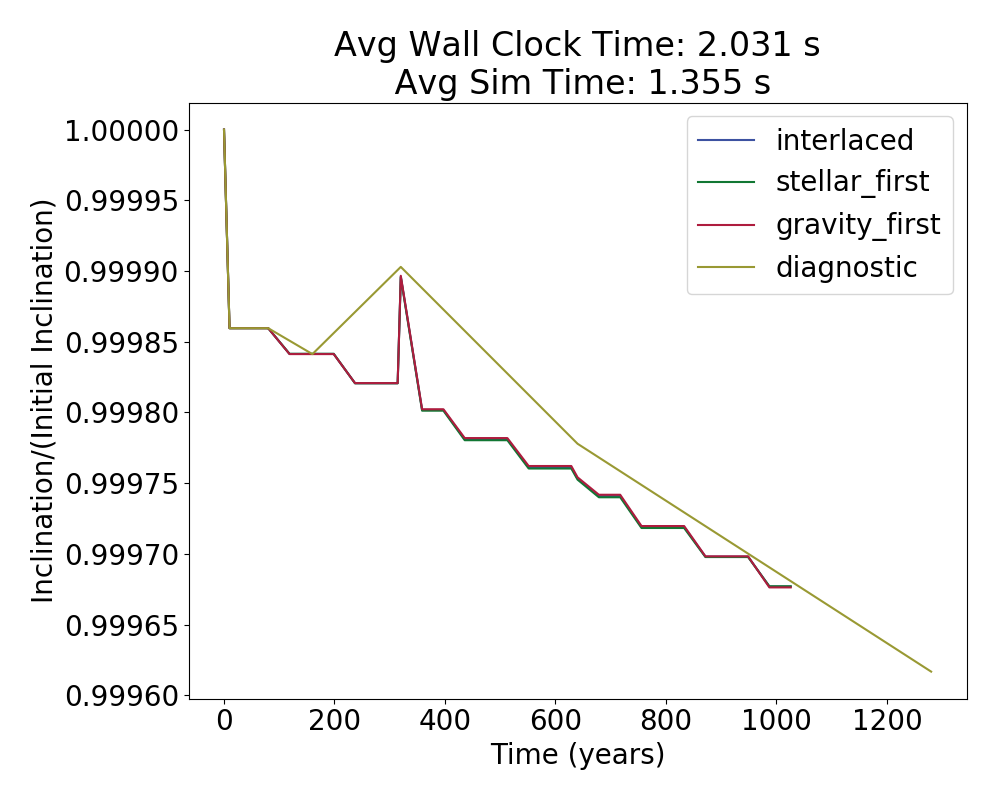 Avg Wall Clock Time: 2.031 s
Avg Sim Time: 1.355 s
Inclination/(Initial Inclination)
1.00000
0.99995
0.99990
0.99985
0.99980
0.99975
0.99970
0.99965
0.99960
interlaced
stellar_first
gravity_first
diagnostic
0 200 400 600 800 1000 1200
Time (years)